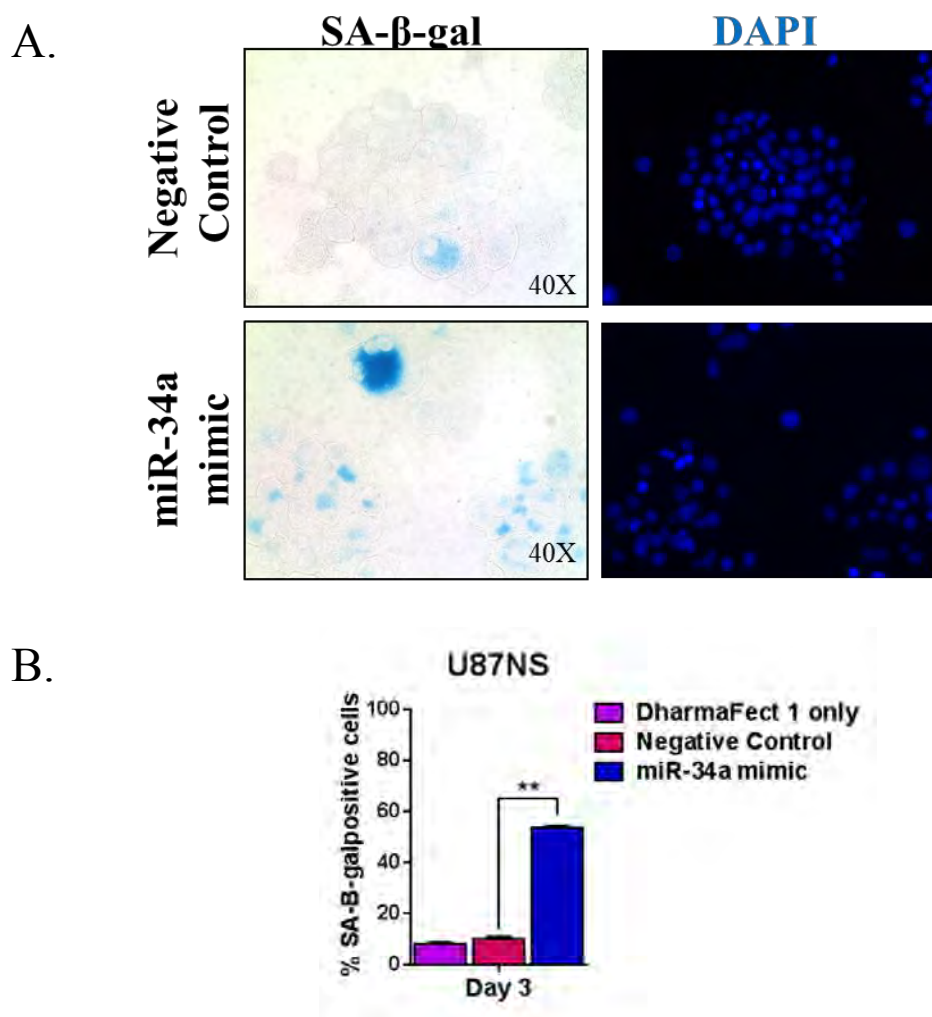 A.
SA-β-gal
DAPI
Negative
Control
40X
miR-34a
mimic
40X
B.
U87NS
% SA-B-galpositive cells
100
80
60
40
20
0
**
Day 3
DharmaFect 1 only
Negative Control
miR-34a mimic